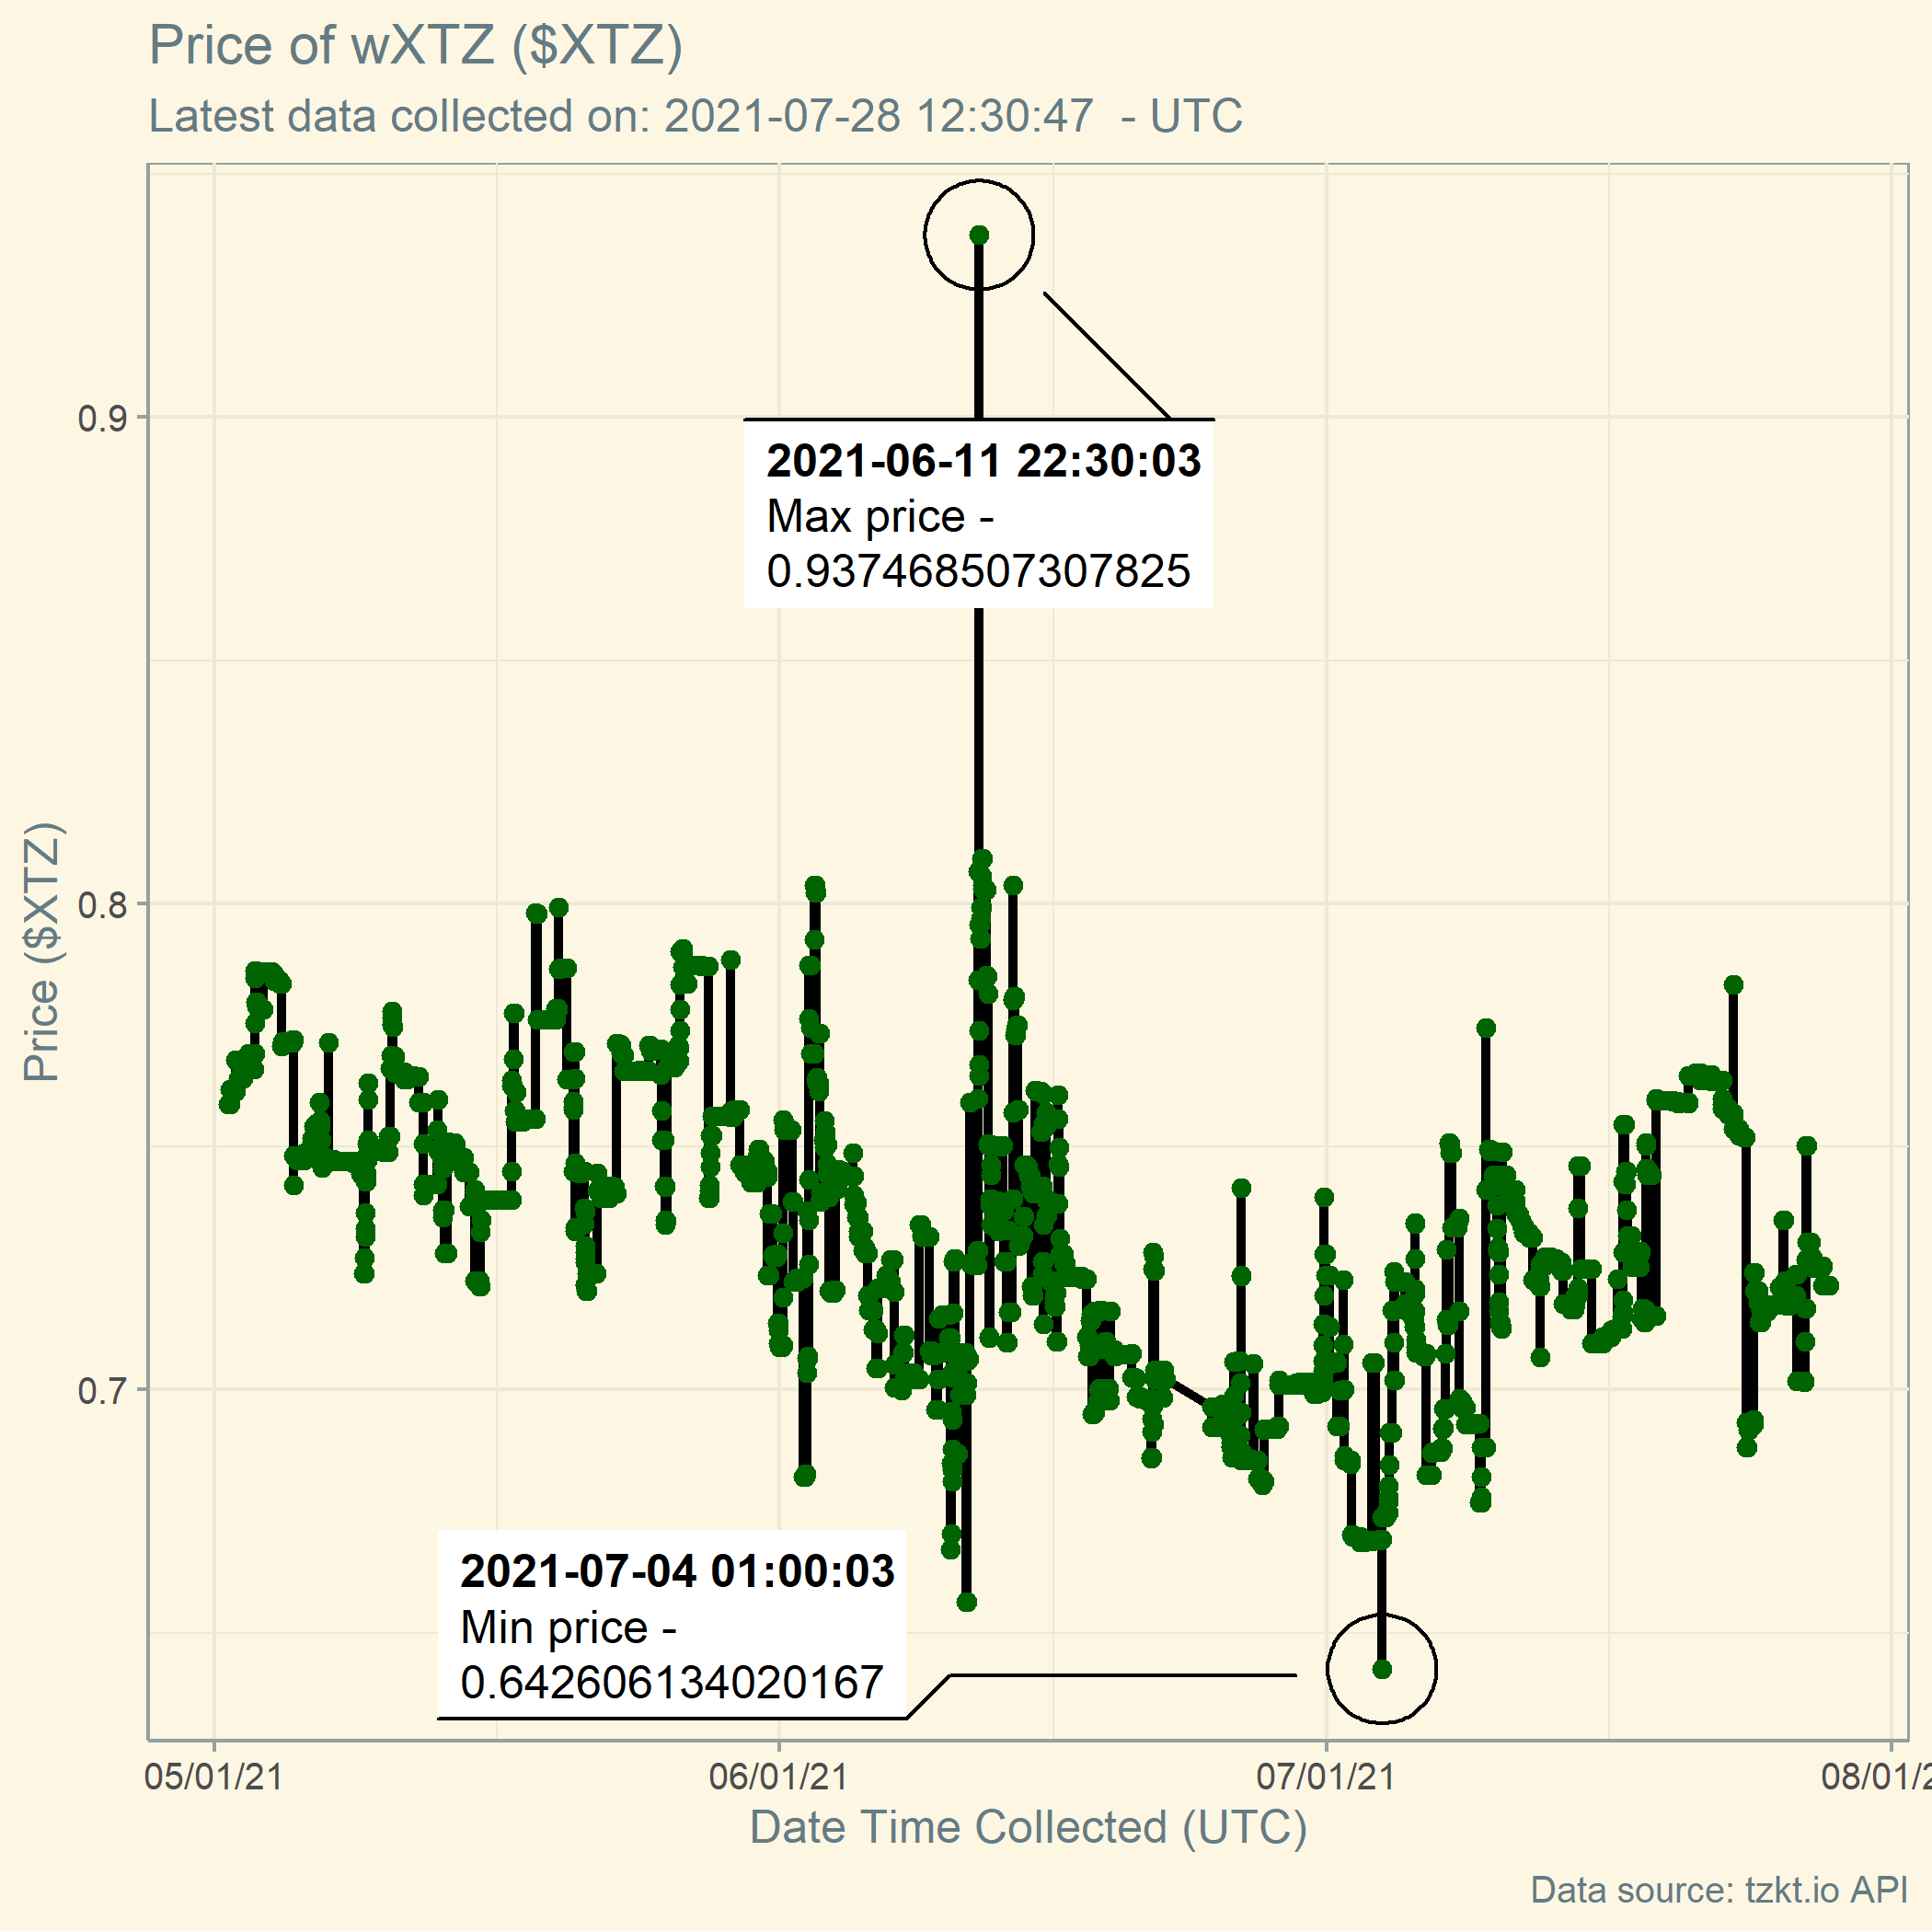 Price of wXTZ ($XTZ)
Latest data collected on: 2021-07-28 12:30:47  - UTC
Price ($XTZ)
0.9
0.8
0.7
2021-06-11 22:30:03
Max price -
0.937468507307825
2021-07-04 01:00:03
Min price -
0.642606134020167
05/01/21
06/01/21
07/01/21
08/01/2
Date Time Collected (UTC)
Data source: tzkt.io API